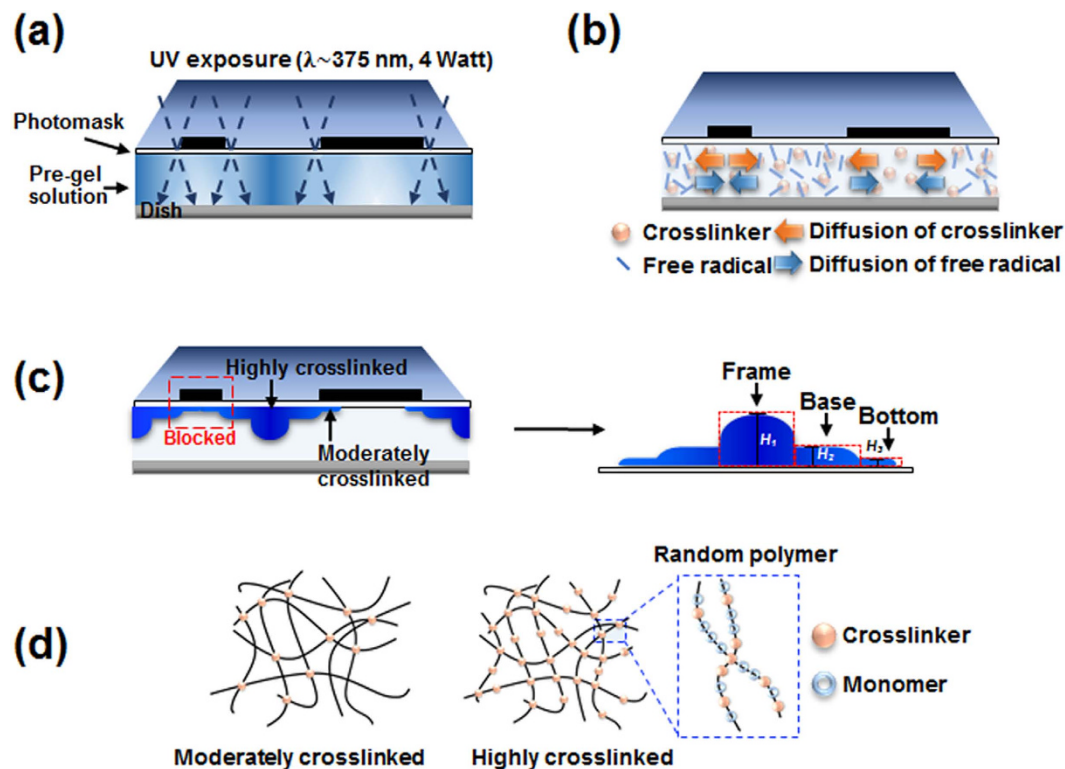 (a)
UV exposure (λ~375 nm, 4 Watt)
Photomask
Pre-gel
solution
Dish
(b)
Crosslinker
Diffusion of crosslinker
Free radical
Diffusion of free radical
(c)
Highly crosslinked
Blocked
Moderately
crosslinked
Frame
Base
Bottom
H₁
H₂
H₃
(d)
Random polymer
Crosslinker
Monomer
Moderately crosslinked
Highly crosslinked